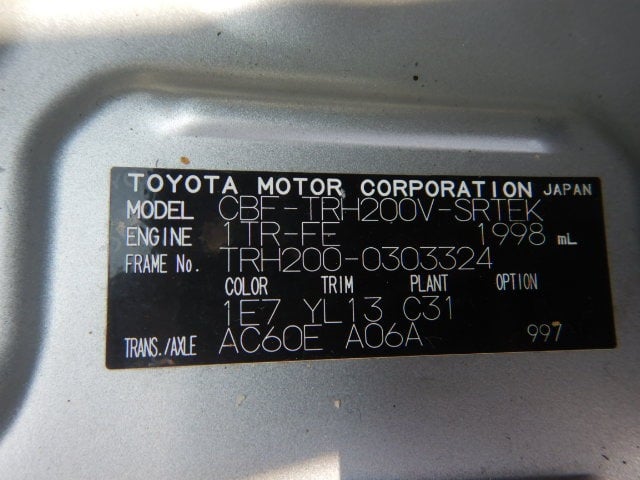 TOYOTA MOTOR CORPORATION JAPAN
MODEL CBF-TRH200V-SRTEK
ENGINE 1TR-FE 1998 mL
FRAME No. TRH200-0303324
COLOR TRIM PLANT OPTION
1E7 YL13 C31
TRANS./AXLE AC60E A06A 997